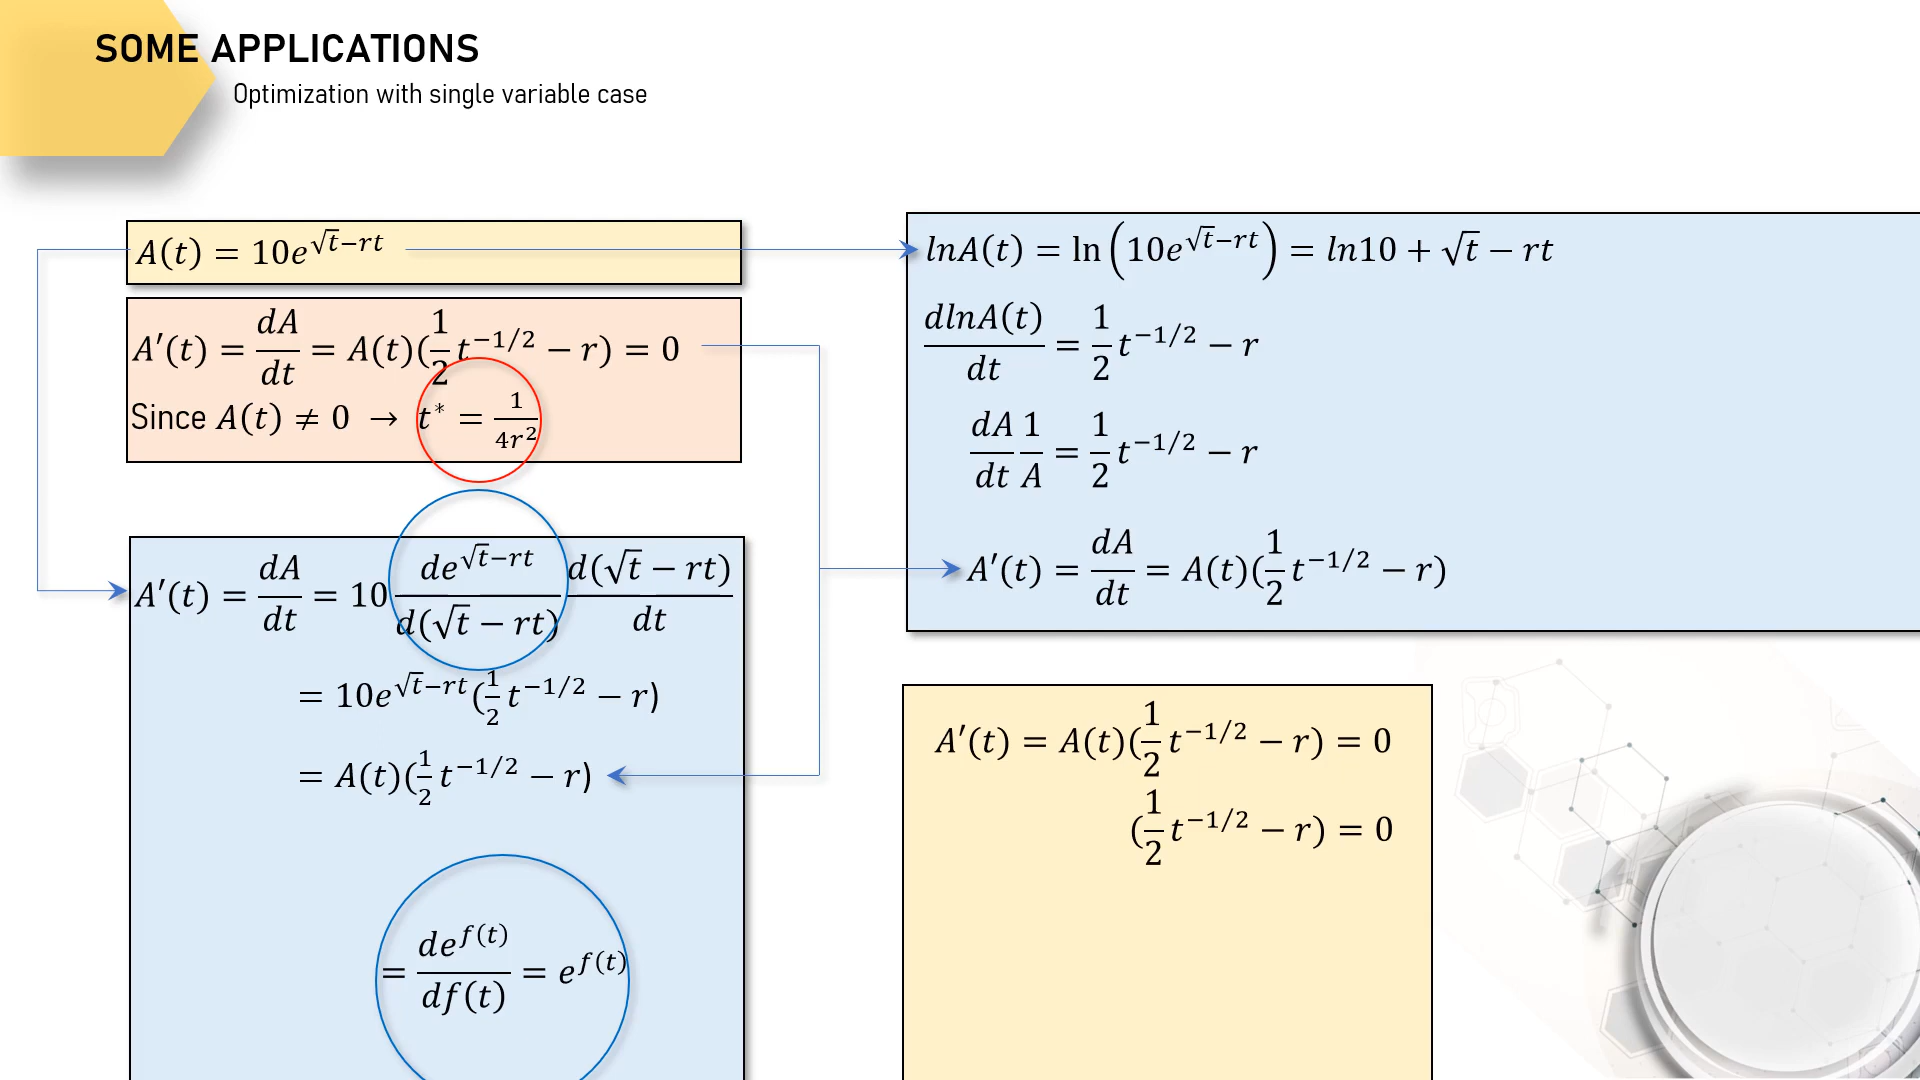 SOME APPLICATIONS
Optimization with single variable case
A(t) = 10e^{√t−rt}
A′(t) = dA/dt = A(t)(1/2 t^{−1/2} − r) = 0
Since A(t) ≠ 0 → t* = 1/4r²
A′(t) = dA/dt = 10 de^{√t−rt}/d(√t − rt) d(√t − rt)/dt
= 10e^{√t−rt}(1/2 t^{−1/2} − r)
= A(t)(1/2 t^{−1/2} − r)
= de^{f(t)}/df(t) = e^{f(t)}
lnA(t) = ln(10e^{√t−rt}) = ln10 + √t − rt
dlnA(t)/dt = 1/2 t^{−1/2} − r
dA/dt 1/A = 1/2 t^{−1/2} − r
A′(t) = dA/dt = A(t)(1/2 t^{−1/2} − r)
A′(t) = A(t)(1/2 t^{−1/2} − r) = 0
(1/2 t^{−1/2} − r) = 0